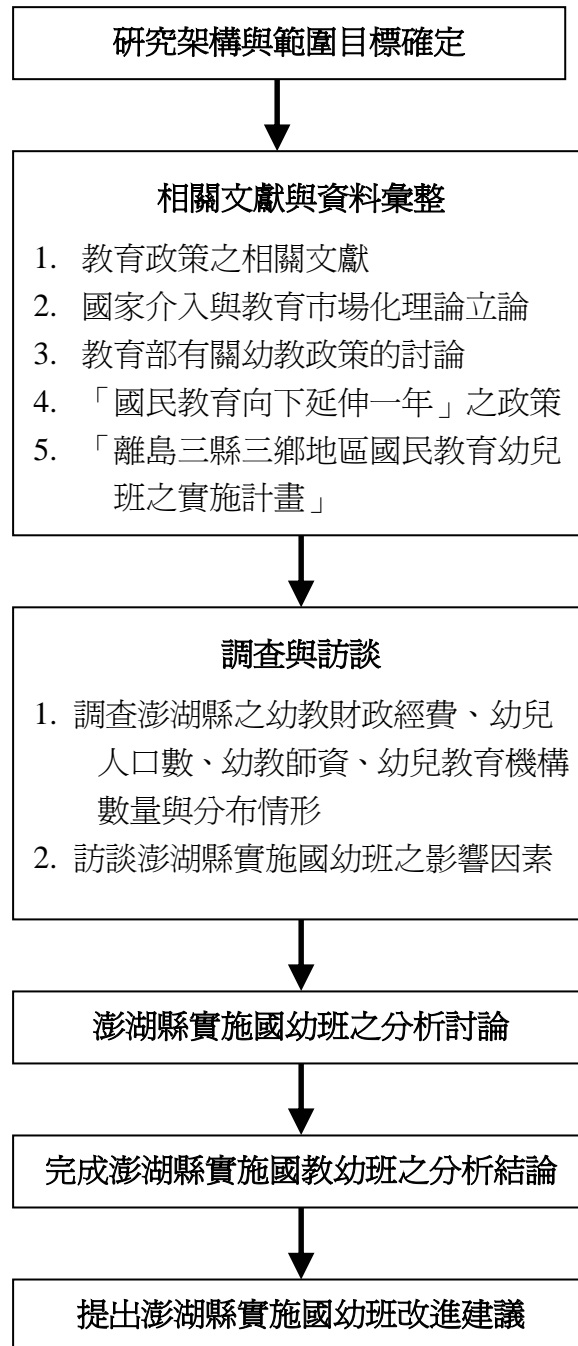 研究架構與範圍目標確定
相關文獻與資料彙整
1. 教育政策之相關文獻
2. 國家介入與教育市場化理論立論
3. 教育部有關幼教政策的討論
4. 「國民教育向下延伸一年」之政策
5. 「離島三縣三鄉地區國民教育幼兒
班之實施計畫」
調查與訪談
1. 調查澎湖縣之幼教財政經費、幼兒
人口數、幼教師資、幼兒教育機構
數量與分布情形
2. 訪談澎湖縣實施國幼班之影響因素
澎湖縣實施國幼班之分析討論
完成澎湖縣實施國教幼班之分析結論
提出澎湖縣實施國幼班改進建議